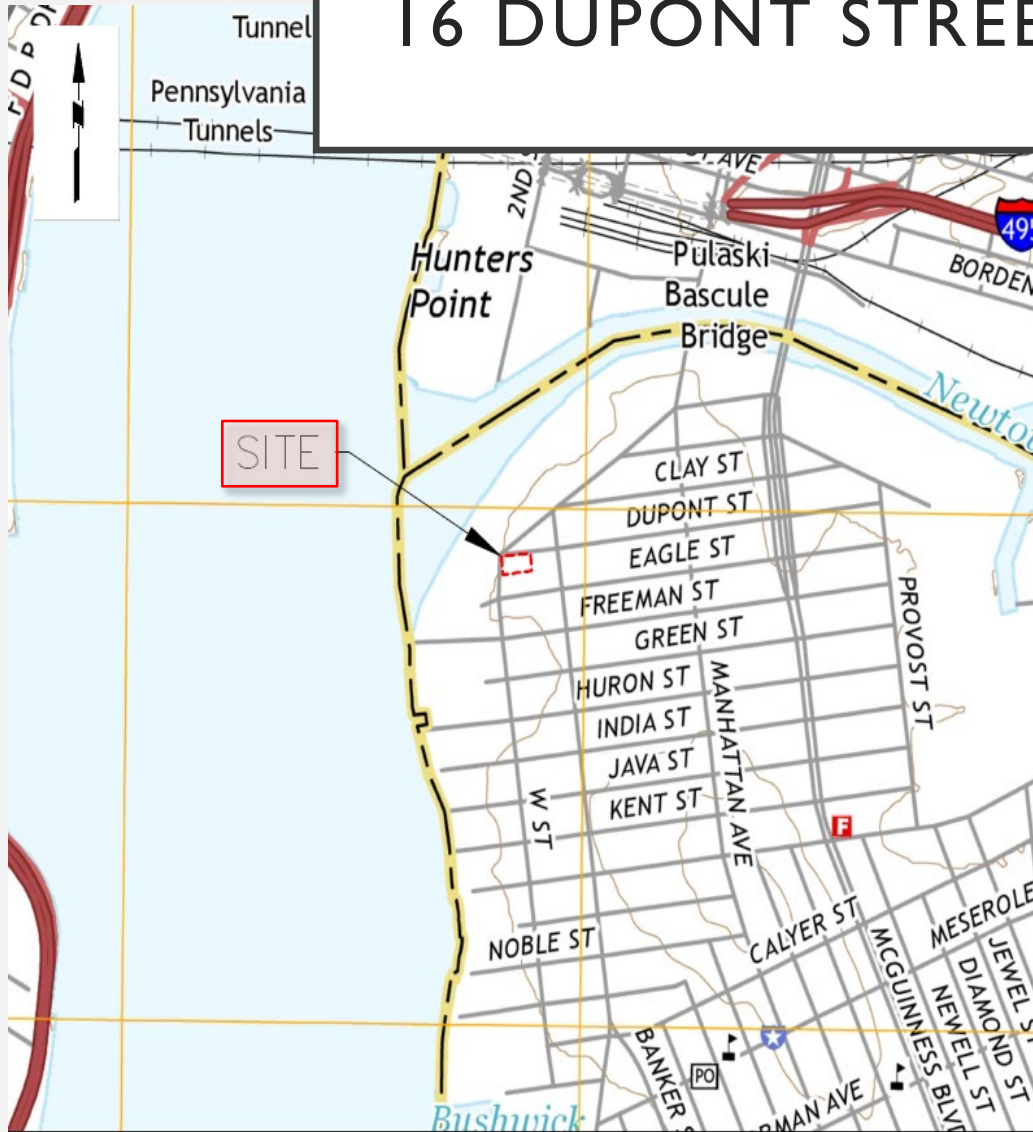 16 DUPONT STREE
Tunnel
F D R D
Pennsylvania
Tunnels
N
2ND
AVE
495
Hunters
Point
Pulaski
Bascule
Bridge
BORDEN
Newto
SITE
CLAY ST
DUPONT ST
EAGLE ST
FREEMAN ST
GREEN ST
PROVOST ST
HURON ST
MANHATTAN AVE
INDIA ST
JAVA ST
KENT ST
W ST
F
NOBLE ST
CALYER ST
MESEROLE
MCGUINNESS BLVD
JEWEL ST
DIAMOND ST
NEWELL ST
BANKER
PO
RMAN AVE
Bushwick